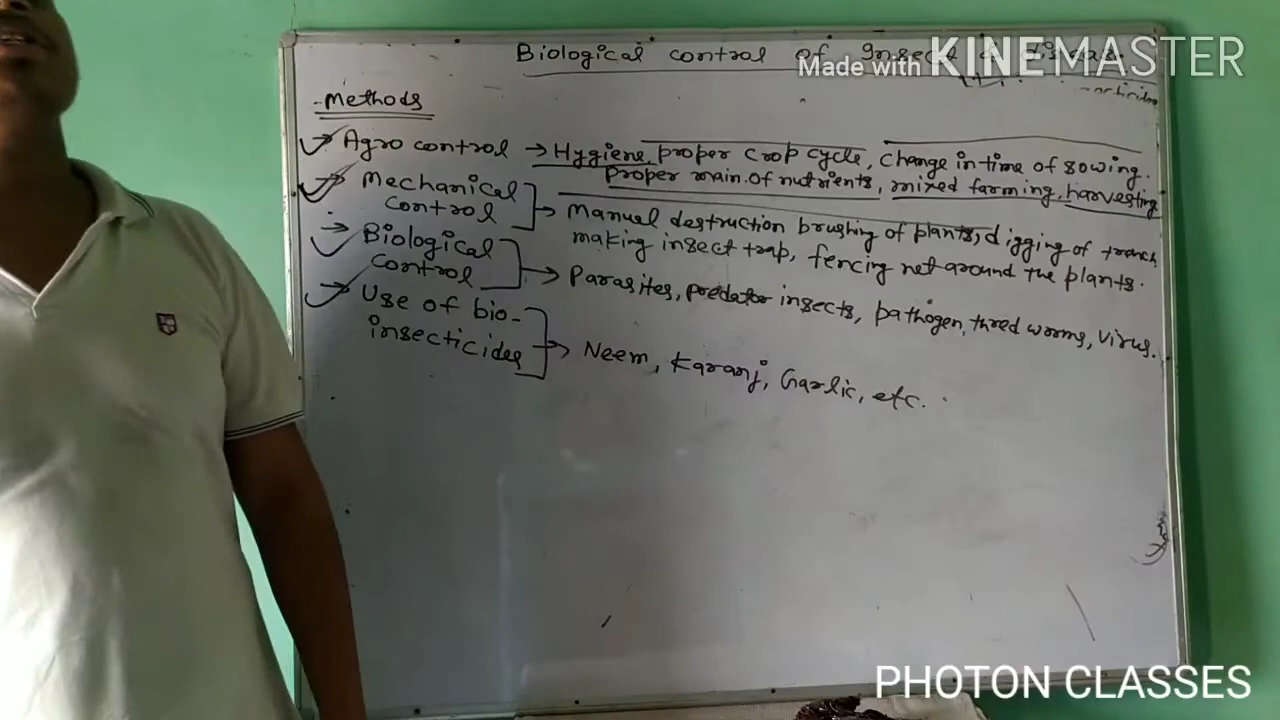 Biological control of Insect &
Made with KINEMASTER
-Methods
→ Agro control → Hygiene, proper crop cycle, change in time of sowing.
proper main. of nutrients, mixed farming, harvesting
→ Mechanical control → Manual destruction brushing of plants, digging of trench
making insect trap, fencing net around the plants.
→ Biological control → Parasites, predator insects, pathogen, thred worms, virus.
→ Use of bio-
insecticides → Neem, Karanj, Garlic, etc.
PHOTON CLASSES